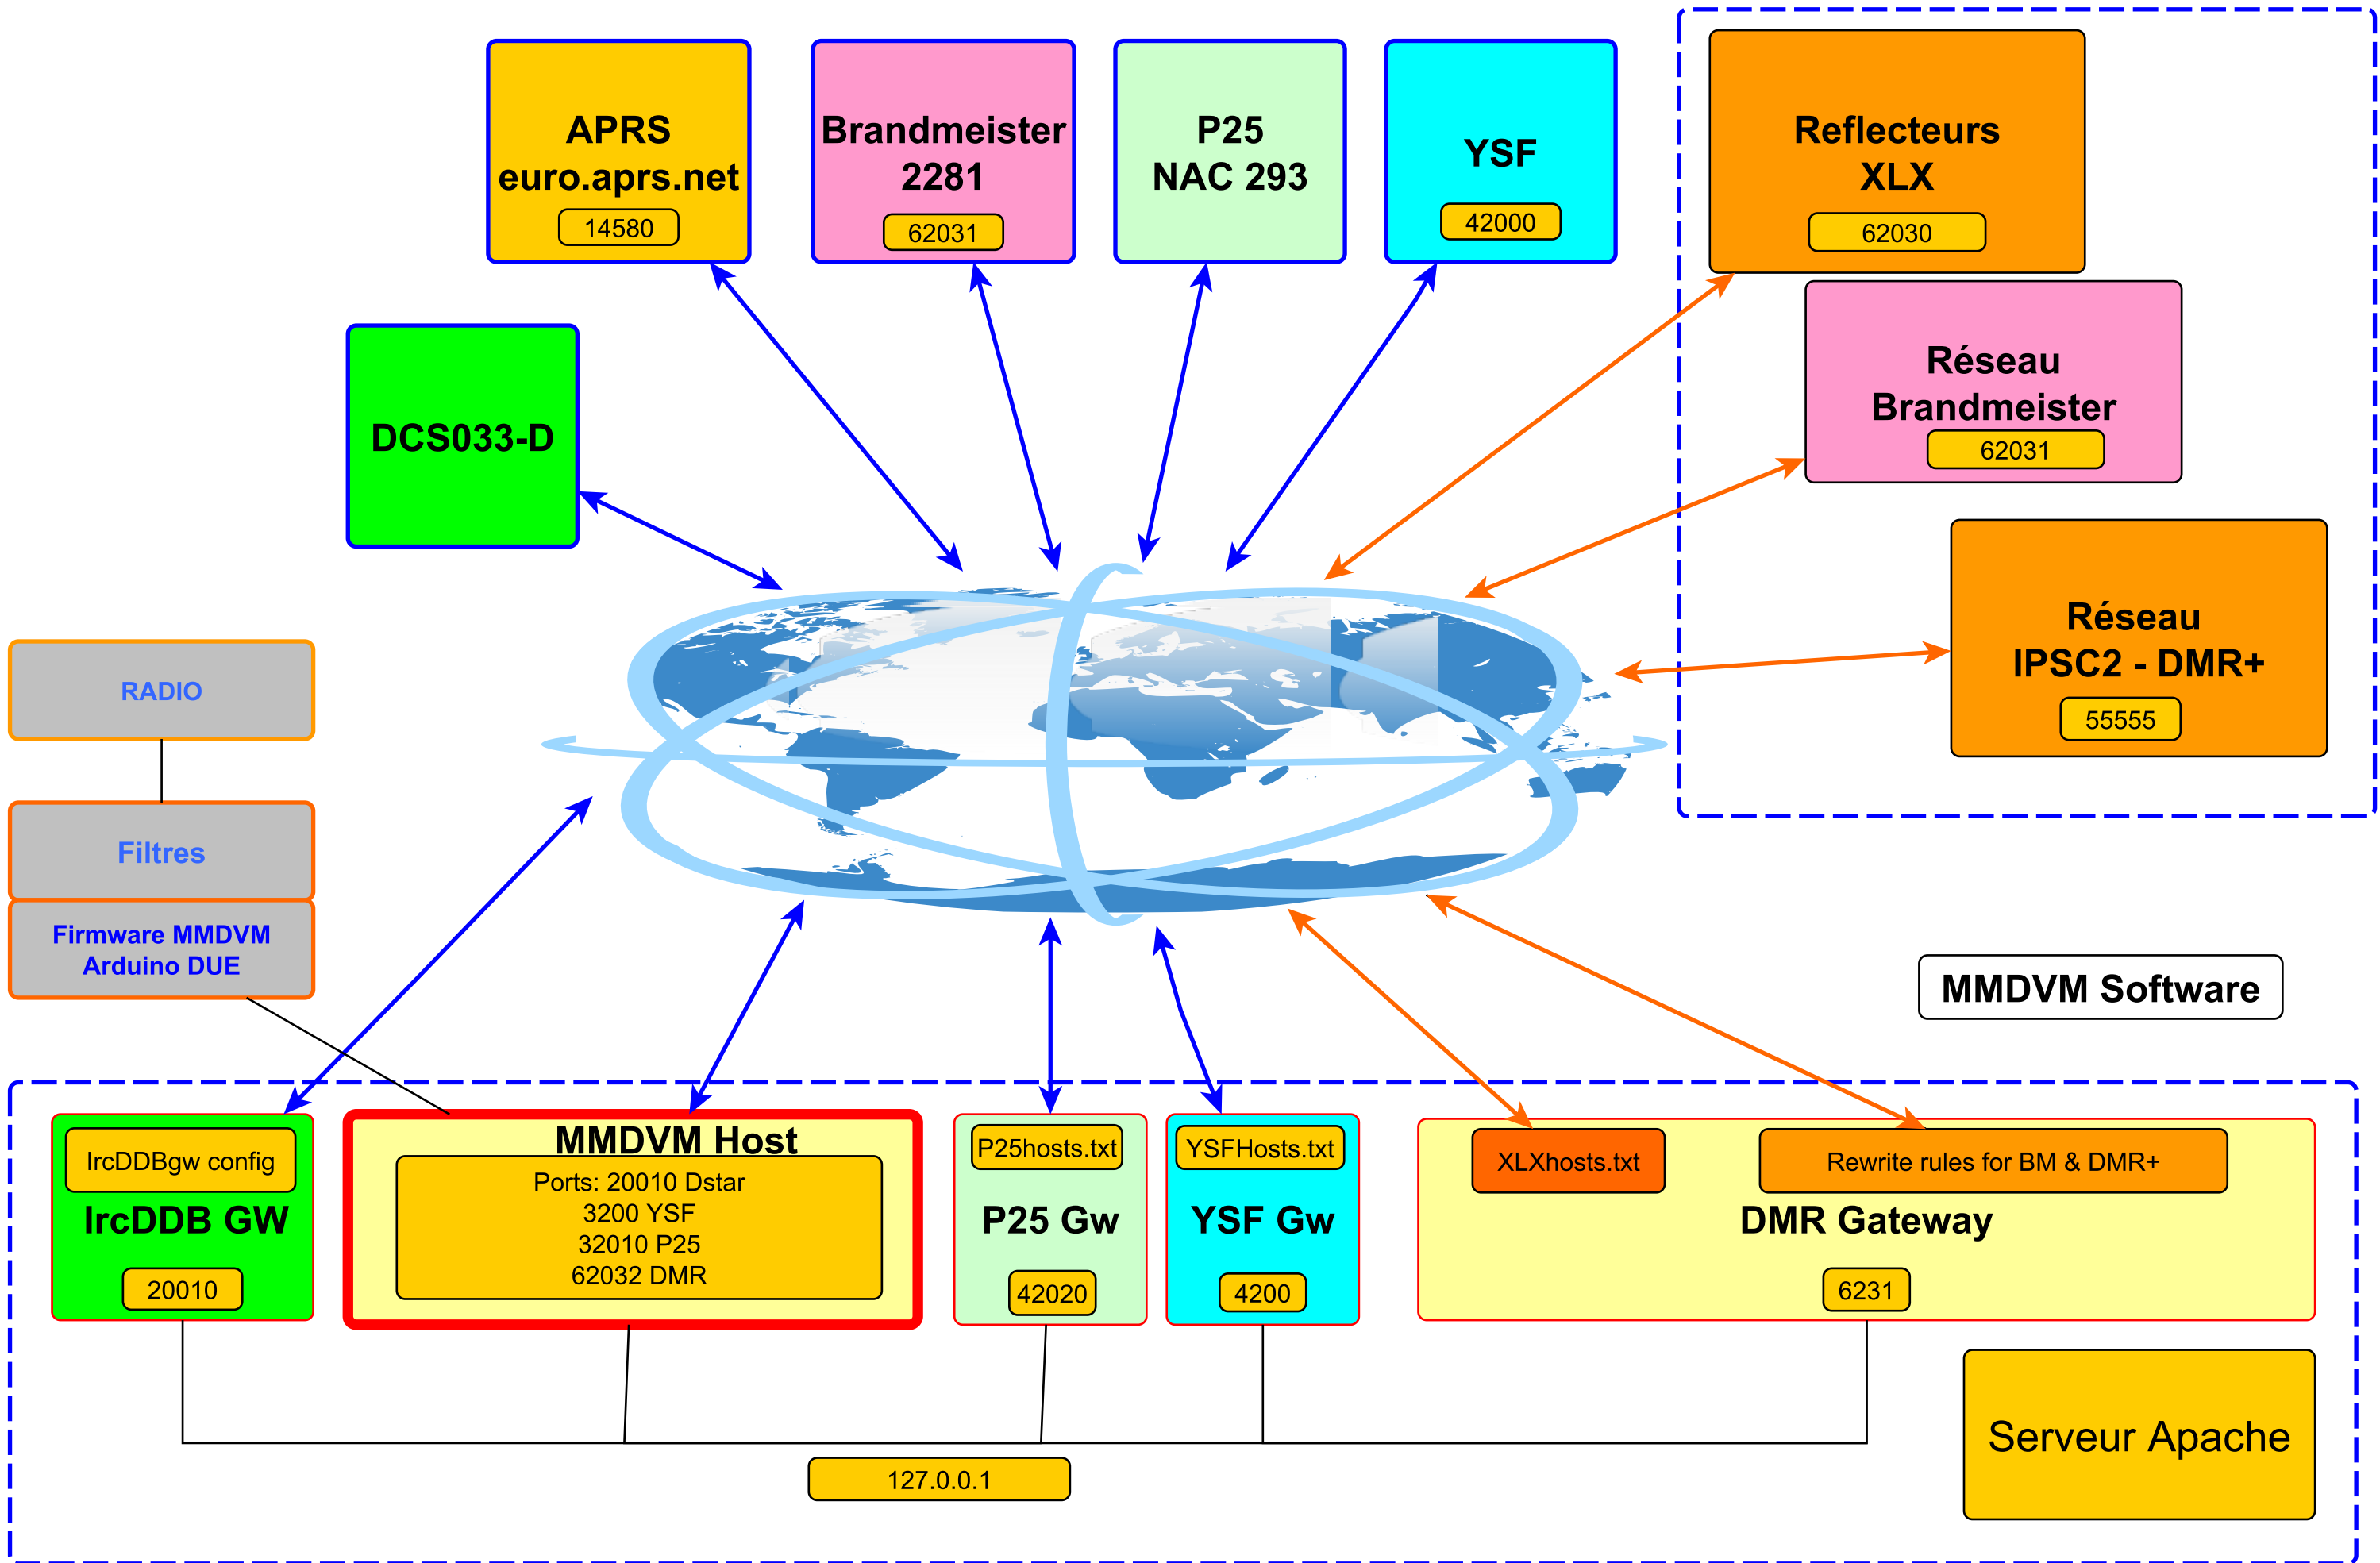 APRS
euro.aprs.net
14580
Brandmeister
2281
62031
P25
NAC 293
YSF
42000
Reflecteurs
XLX
62030
Réseau
Brandmeister
62031
DCS033-D
Réseau
IPSC2 - DMR+
55555
RADIO
Filtres
Firmware MMDVM
Arduino DUE
MMDVM Software
IrcDDBgw config
IrcDDB GW
20010
MMDVM Host
Ports: 20010 Dstar
3200 YSF
32010 P25
62032 DMR
P25hosts.txt
P25 Gw
42020
YSFHosts.txt
YSF Gw
4200
XLXhosts.txt
Rewrite rules for BM & DMR+
DMR Gateway
6231
Serveur Apache
127.0.0.1